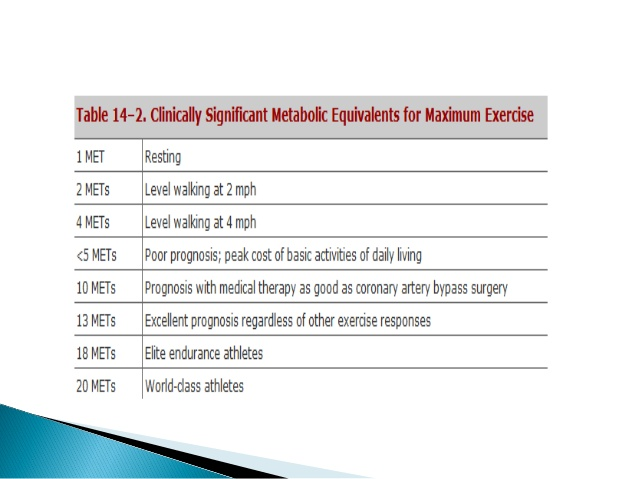 Table 14-2. Clinically Significant Metabolic Equivalents for Maximum Exercise
1 MET Resting
2 METs Level walking at 2 mph
4 METs Level walking at 4 mph
<5 METs Poor prognosis; peak cost of basic activities of daily living
10 METs Prognosis with medical therapy as good as coronary artery bypass surgery
13 METs Excellent prognosis regardless of other exercise responses
18 METs Elite endurance athletes
20 METs World-class athletes